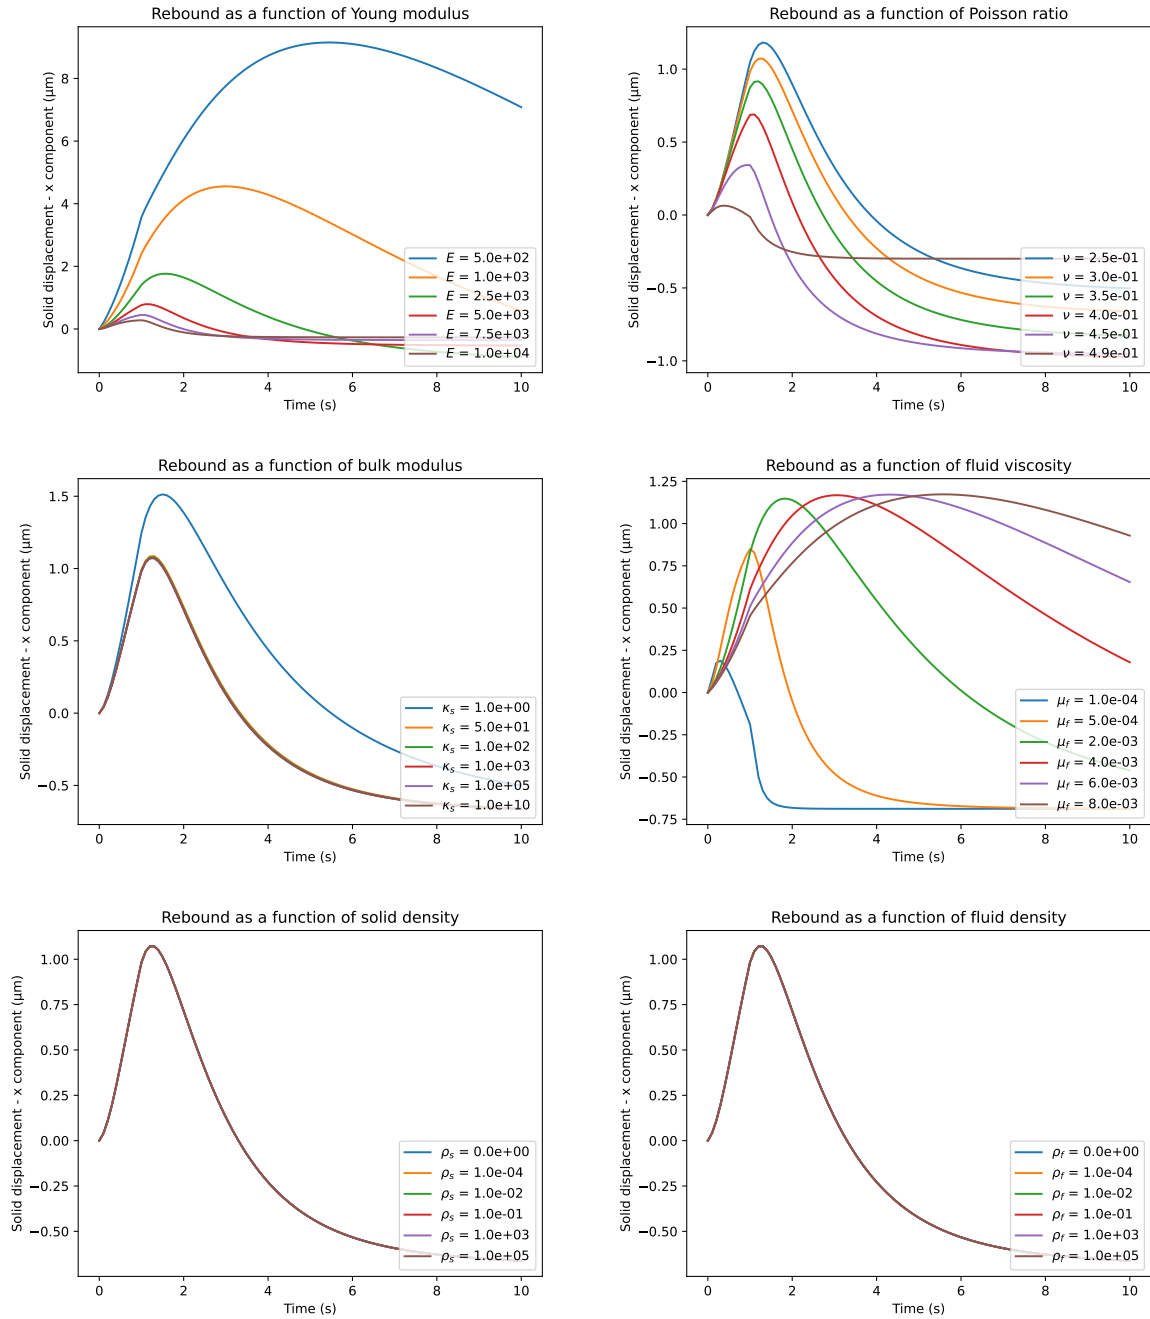 Rebound as a function of Young modulus
Solid displacement - x component (μm)
8
6
4
2
0
E = 5.0e+02
E = 1.0e+03
E = 2.5e+03
E = 5.0e+03
E = 7.5e+03
E = 1.0e+04
0 2 4 6 8 10
Time (s)
Rebound as a function of Poisson ratio
Solid displacement - x component (μm)
1.0
0.5
0.0
−0.5
−1.0
ν = 2.5e-01
ν = 3.0e-01
ν = 3.5e-01
ν = 4.0e-01
ν = 4.5e-01
ν = 4.9e-01
0 2 4 6 8 10
Time (s)
Rebound as a function of bulk modulus
Solid displacement - x component (μm)
1.5
1.0
0.5
0.0
−0.5
κs = 1.0e+00
κs = 5.0e+01
κs = 1.0e+02
κs = 1.0e+03
κs = 1.0e+05
κs = 1.0e+10
0 2 4 6 8 10
Time (s)
Rebound as a function of fluid viscosity
Solid displacement - x component (μm)
1.25
1.00
0.75
0.50
0.25
0.00
−0.25
−0.50
−0.75
μf = 1.0e-04
μf = 5.0e-04
μf = 2.0e-03
μf = 4.0e-03
μf = 6.0e-03
μf = 8.0e-03
0 2 4 6 8 10
Time (s)
Rebound as a function of solid density
Solid displacement - x component (μm)
1.00
0.75
0.50
0.25
0.00
−0.25
−0.50
ρs = 0.0e+00
ρs = 1.0e-04
ρs = 1.0e-02
ρs = 1.0e-01
ρs = 1.0e+03
ρs = 1.0e+05
0 2 4 6 8 10
Time (s)
Rebound as a function of fluid density
Solid displacement - x component (μm)
1.00
0.75
0.50
0.25
0.00
−0.25
−0.50
ρf = 0.0e+00
ρf = 1.0e-04
ρf = 1.0e-02
ρf = 1.0e-01
ρf = 1.0e+03
ρf = 1.0e+05
0 2 4 6 8 10
Time (s)